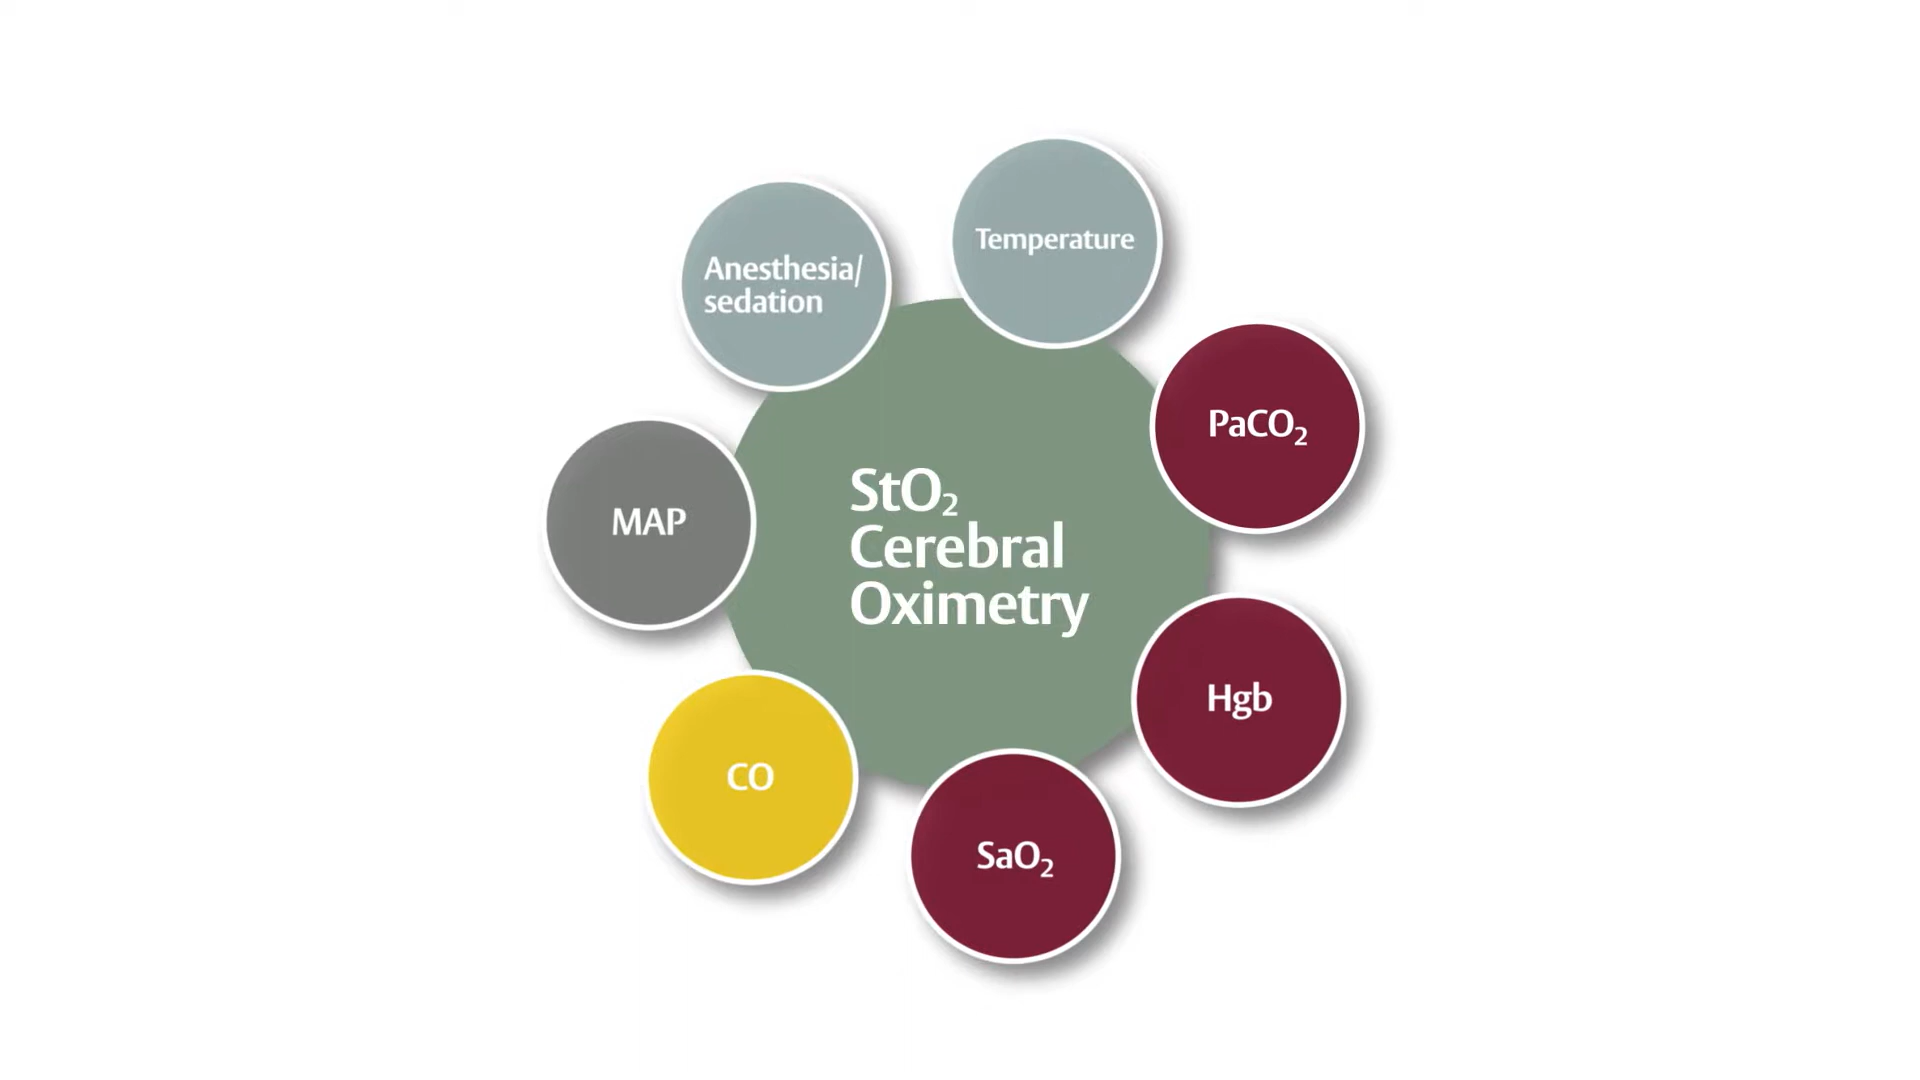 Temperature
Anesthesia/
sedation
PaCO₂
MAP
StO₂
Cerebral
Oximetry
Hgb
CO
SaO₂